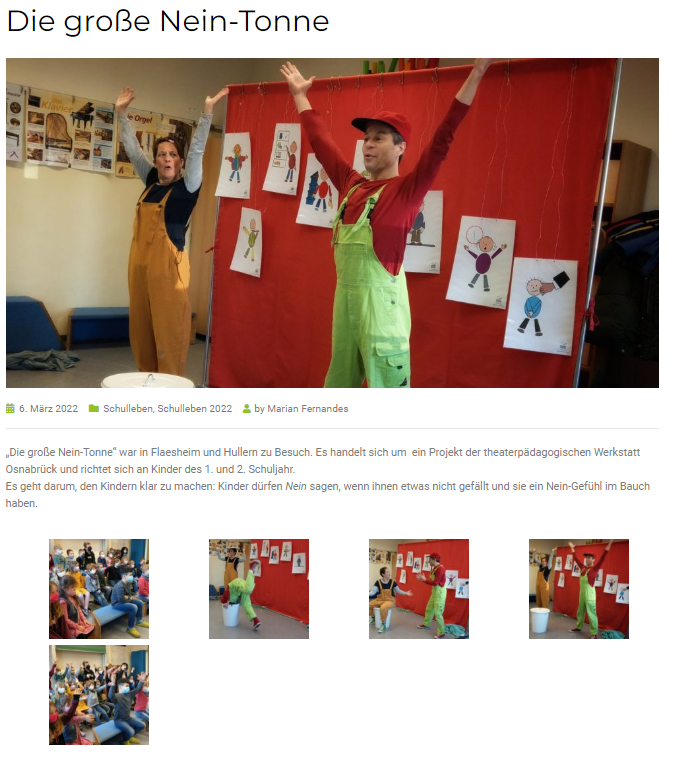 Die große Nein-Tonne
Klavier
ie Orgel
6. März 2022 Schulleben, Schulleben 2022 by Marian Fernandes
„Die große Nein-Tonne“ war in Flaesheim und Hullern zu Besuch. Es handelt sich um ein Projekt der theaterpädagogischen Werkstatt
Osnabrück und richtet sich an Kinder des 1. und 2. Schuljahr.
Es geht darum, den Kindern klar zu machen: Kinder dürfen Nein sagen, wenn ihnen etwas nicht gefällt und sie ein Nein-Gefühl im Bauch
haben.